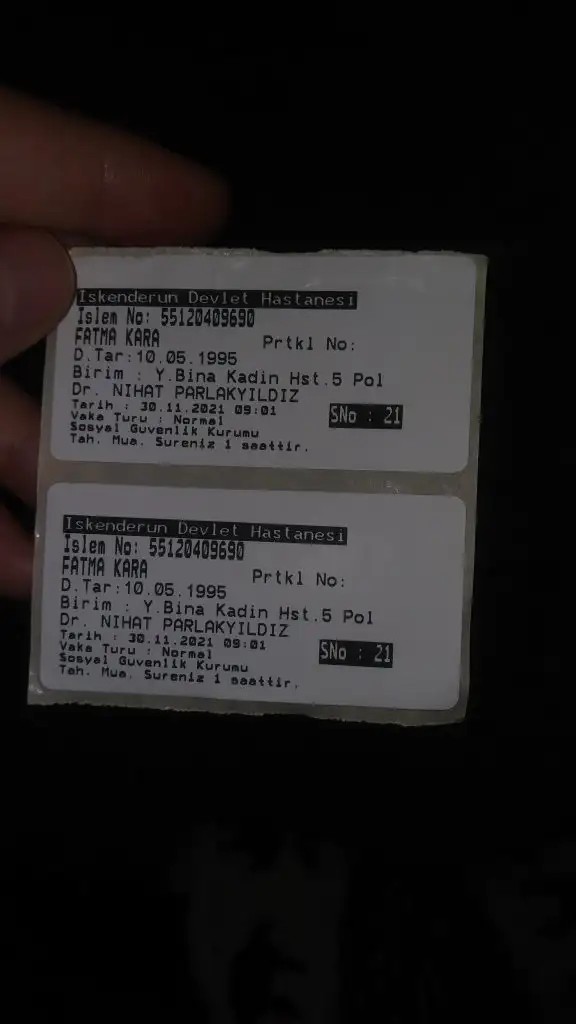 Iskenderun Devlet Hastanesi
Islem No: 55120409690
FATMA KARA
Prtkl No:
D.Tar:10.05.1995
Birim : Y.Bina Kadin Hst.5 Pol
Dr. NIHAT PARLAKYILDIZ
Tarih : 30.11.2021 09:01
SNo : 21
Vaka Turu : Normal
Sosyal Guvenlik Kurumu
Tah. Mua. Sureniz 1 saattir.
Iskenderun Devlet Hastanesi
Islem No: 55120409690
FATMA KARA
Prtkl No:
D.Tar:10.05.1995
Birim : Y.Bina Kadin Hst.5 Pol
Dr. NIHAT PARLAKYILDIZ
Tarih : 30.11.2021 09:01
SNo : 21
Vaka Turu : Normal
Sosyal Guvenlik Kurumu
Tah. Mua. Sureniz 1 saattir.